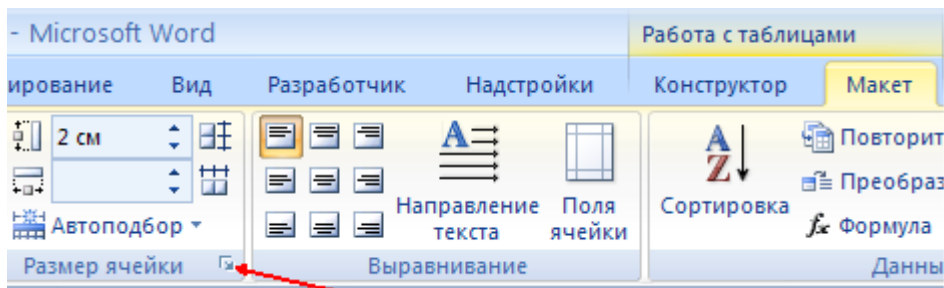 - Microsoft Word
Работа с таблицами
ирование Вид Разработчик Надстройки Конструктор Макет
2 см
Автоподбор
Размер ячейки
Направление текста
Поля ячейки
Выравнивание
A
Z
Сортировка
Повторит
Преобраз
fx Формула
Данны